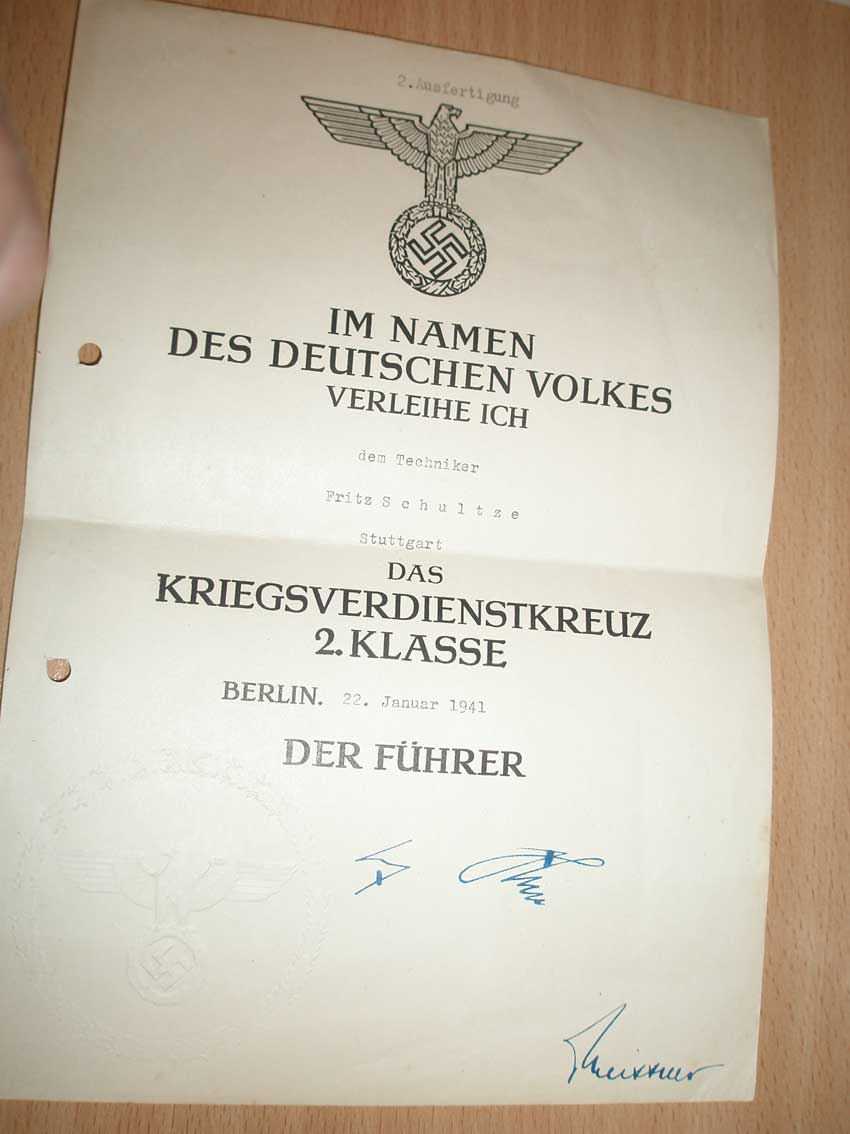 2.Ausfertigung
IM NAMEN
DES DEUTSCHEN VOLKES
VERLEIHE ICH
dem Techniker
Fritz S c h u l t z e
Stuttgart
DAS
KRIEGSVERDIENSTKREUZ
2. KLASSE
BERLIN. 22. Januar 1941
DER FÜHRER
Meissner